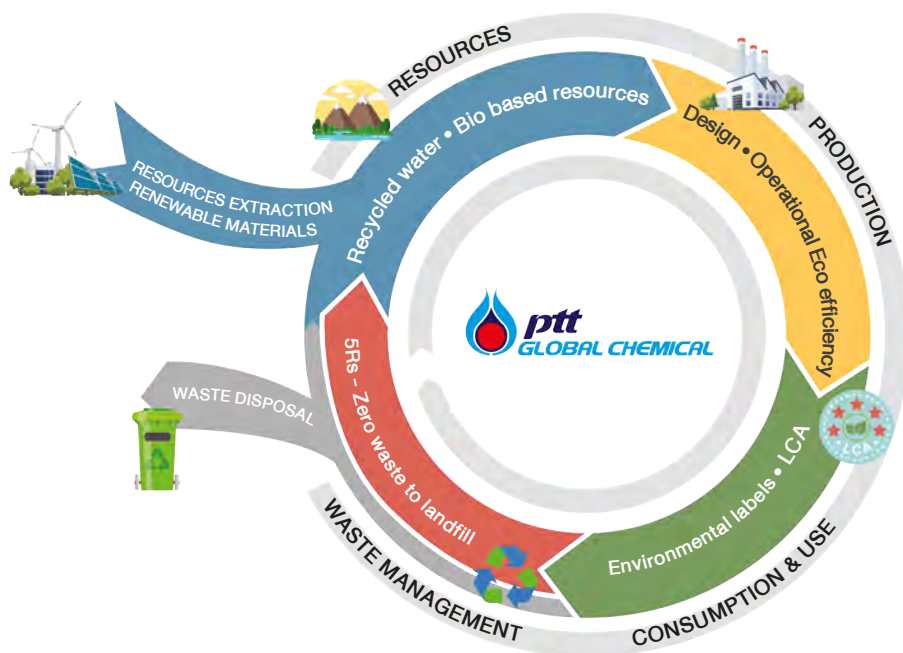 RESOURCES
Recycled water • Bio based resources
RESOURCES EXTRACTION
RENEWABLE MATERIALS
PRODUCTION
Design • Operational Eco efficiency
ptt
GLOBAL CHEMICAL
5Rs – Zero waste to landfill
WASTE DISPOSAL
LCA
Environmental labels • LCA
WASTE MANAGEMENT
CONSUMPTION & USE